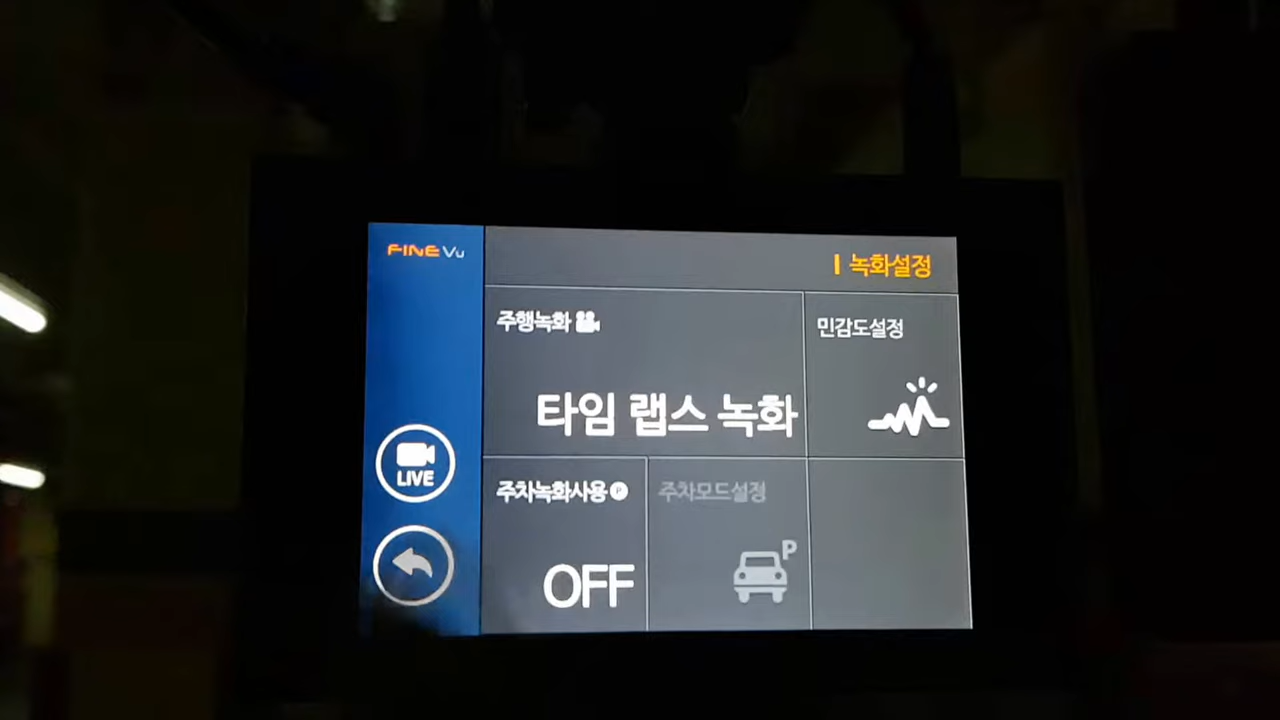 FINE Vu
녹화설정
주행녹화
민감도설정
타임 랩스 녹화
LIVE
주차녹화사용 P
주차모드설정
P
OFF